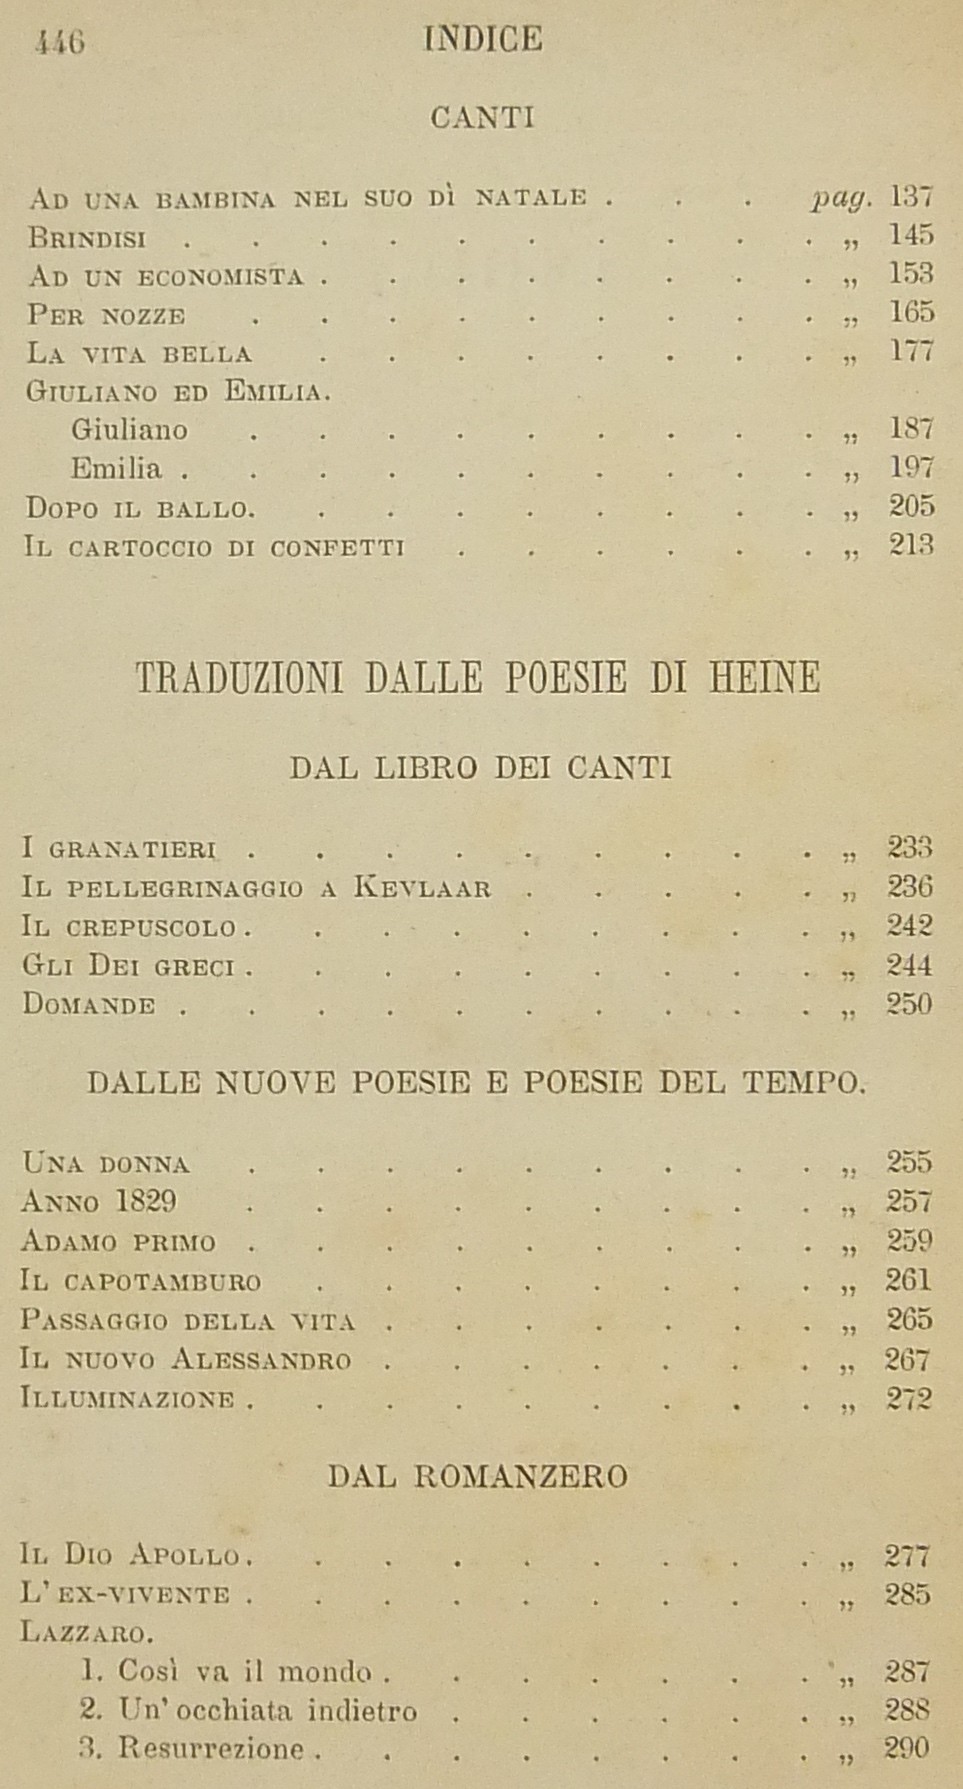 446 INDICE
CANTI
Ad una bambina nel suo dì natale . . . pag. 137
Brindisi . . . . . . . . . . „ 145
Ad un economista . . . . . . . . „ 153
Per nozze . . . . . . . . . „ 165
La vita bella . . . . . . . . „ 177
Giuliano ed Emilia.
Giuliano . . . . . . . . . „ 187
Emilia . . . . . . . . . . „ 197
Dopo il ballo. . . . . . . . . „ 205
Il cartoccio di confetti . . . . . . „ 213
TRADUZIONI DALLE POESIE DI HEINE
DAL LIBRO DEI CANTI
I granatieri . . . . . . . . . „ 233
Il pellegrinaggio a Kevlaar . . . . . „ 236
Il crepuscolo . . . . . . . . . „ 242
Gli Dei greci . . . . . . . . . „ 244
Domande . . . . . . . . . . „ 250
DALLE NUOVE POESIE E POESIE DEL TEMPO.
Una donna . . . . . . . . . „ 255
Anno 1829 . . . . . . . . . „ 257
Adamo primo . . . . . . . . . „ 259
Il capotamburo . . . . . . . . „ 261
Passaggio della vita . . . . . . . „ 265
Il nuovo Alessandro . . . . . . . „ 267
Illuminazione . . . . . . . . . „ 272
DAL ROMANZERO
Il Dio Apollo . . . . . . . . . „ 277
L' ex-vivente . . . . . . . . . „ 285
Lazzaro.
1. Così va il mondo . . . . . . . „ 287
2. Un' occhiata indietro . . . . . . „ 288
3. Resurrezione . . . . . . . . „ 290